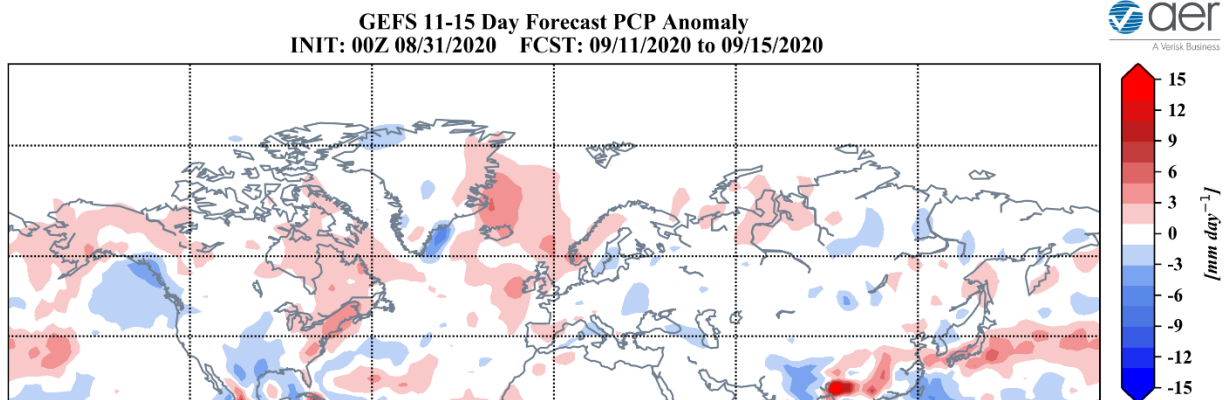 GEFS 11-15 Day Forecast PCP Anomaly
INIT: 00Z 08/31/2020 FCST: 09/11/2020 to 09/15/2020
aer
A Verisk Business
15
12
9
6
3
0
-3
-6
-9
-12
-15
[mm day⁻¹]